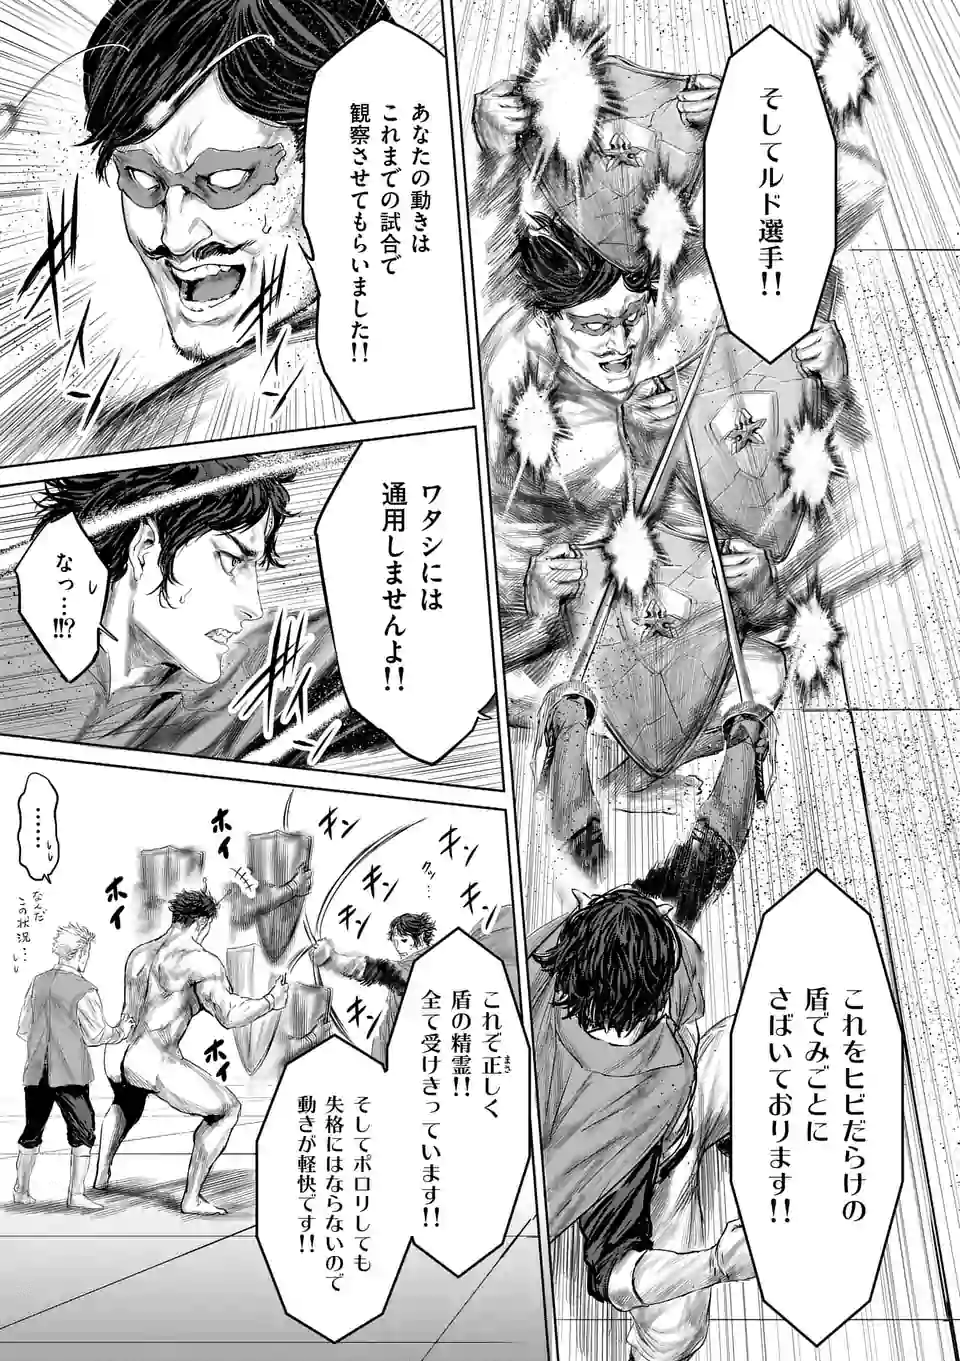 そしてルド選手!!
これをヒビだらけの
盾でみごとに
さばいております!!
あなたの動きは
これまでの試合で
観察させてもらいました!!
ワタシには
通用しませんよ!!
なっ…!!?
キン
キン
キン
キン
クッ…
ホイ
ホイ
ホイ
これぞ正しく
まさ
盾の精霊!!
全て受けきっています!!
そしてポロリしても
失格にはならないので
動きが軽快です!!
……
なんだ
この状況…